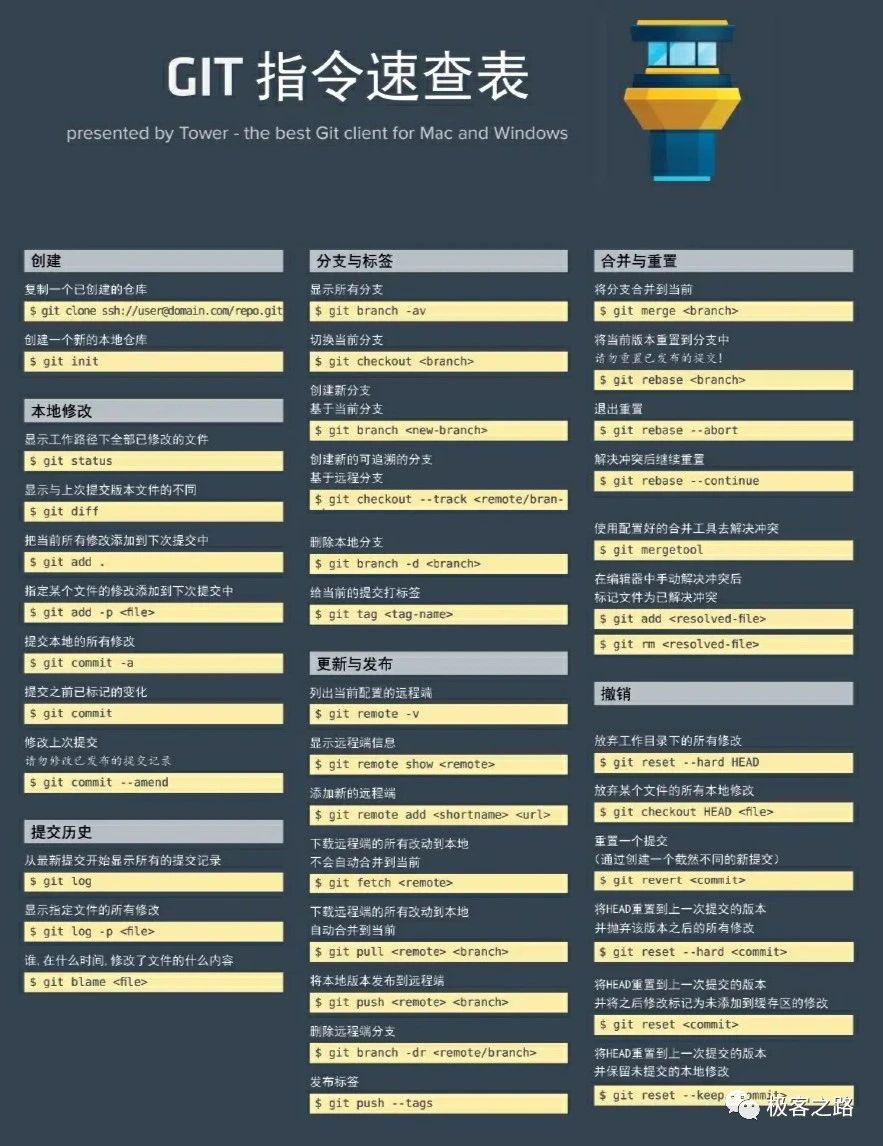 GIT 指令速查表
presented by Tower - the best Git client for Mac and Windows
创建
复制一个已创建的仓库
$ git clone ssh://user@domain.com/repo.git
创建一个新的本地仓库
$ git init
本地修改
显示工作路径下全部已修改的文件
$ git status
显示与上次提交版本文件的不同
$ git diff
把当前所有修改添加到下次提交中
$ git add .
指定某个文件的修改添加到下次提交中
$ git add -p <file>
提交本地的所有修改
$ git commit -a
提交之前已标记的变化
$ git commit
修改上次提交
请勿修改已发布的提交记录
$ git commit --amend
提交历史
从最新提交开始显示所有的提交记录
$ git log
显示指定文件的所有修改
$ git log -p <file>
谁,在什么时间,修改了文件的什么内容
$ git blame <file>
分支与标签
显示所有分支
$ git branch -av
切换当前分支
$ git checkout <branch>
创建新分支
基于当前分支
$ git branch <new-branch>
创建新的可追溯的分支
基于远程分支
$ git checkout --track <remote/bran-
删除本地分支
$ git branch -d <branch>
给当前的提交打标签
$ git tag <tag-name>
更新与发布
列出当前配置的远程端
$ git remote -v
显示远程端信息
$ git remote show <remote>
添加新的远程端
$ git remote add <shortname> <url>
下载远程端的所有改动到本地
不会自动合并到当前
$ git fetch <remote>
下载远程端的所有改动到本地
自动合并到当前
$ git pull <remote> <branch>
将本地版本发布到远程端
$ git push <remote> <branch>
删除远程端分支
$ git branch -dr <remote/branch>
发布标签
$ git push --tags
合并与重置
将分支合并到当前
$ git merge <branch>
将当前版本重置到分支中
请勿重置已发布的提交!
$ git rebase <branch>
退出重置
$ git rebase --abort
解决冲突后继续重置
$ git rebase --continue
使用配置好的合并工具去解决冲突
$ git mergetool
在编辑器中手动解决冲突后
标记文件为已解决冲突
$ git add <resolved-file>
$ git rm <resolved-file>
撤销
放弃工作目录下的所有修改
$ git reset --hard HEAD
放弃某个文件的所有本地修改
$ git checkout HEAD <file>
重置一个提交
(通过创建一个截然不同的新提交)
$ git revert <commit>
将HEAD重置到上一次提交的版本
并抛弃该版本之后的所有修改
$ git reset --hard <commit>
将HEAD重置到上一次提交的版本
并将之后修改标记为未添加到缓存区的修改
$ git reset <commit>
将HEAD重置到上一次提交的版本
并保留未提交的本地修改
$ git reset --keep
极客之路